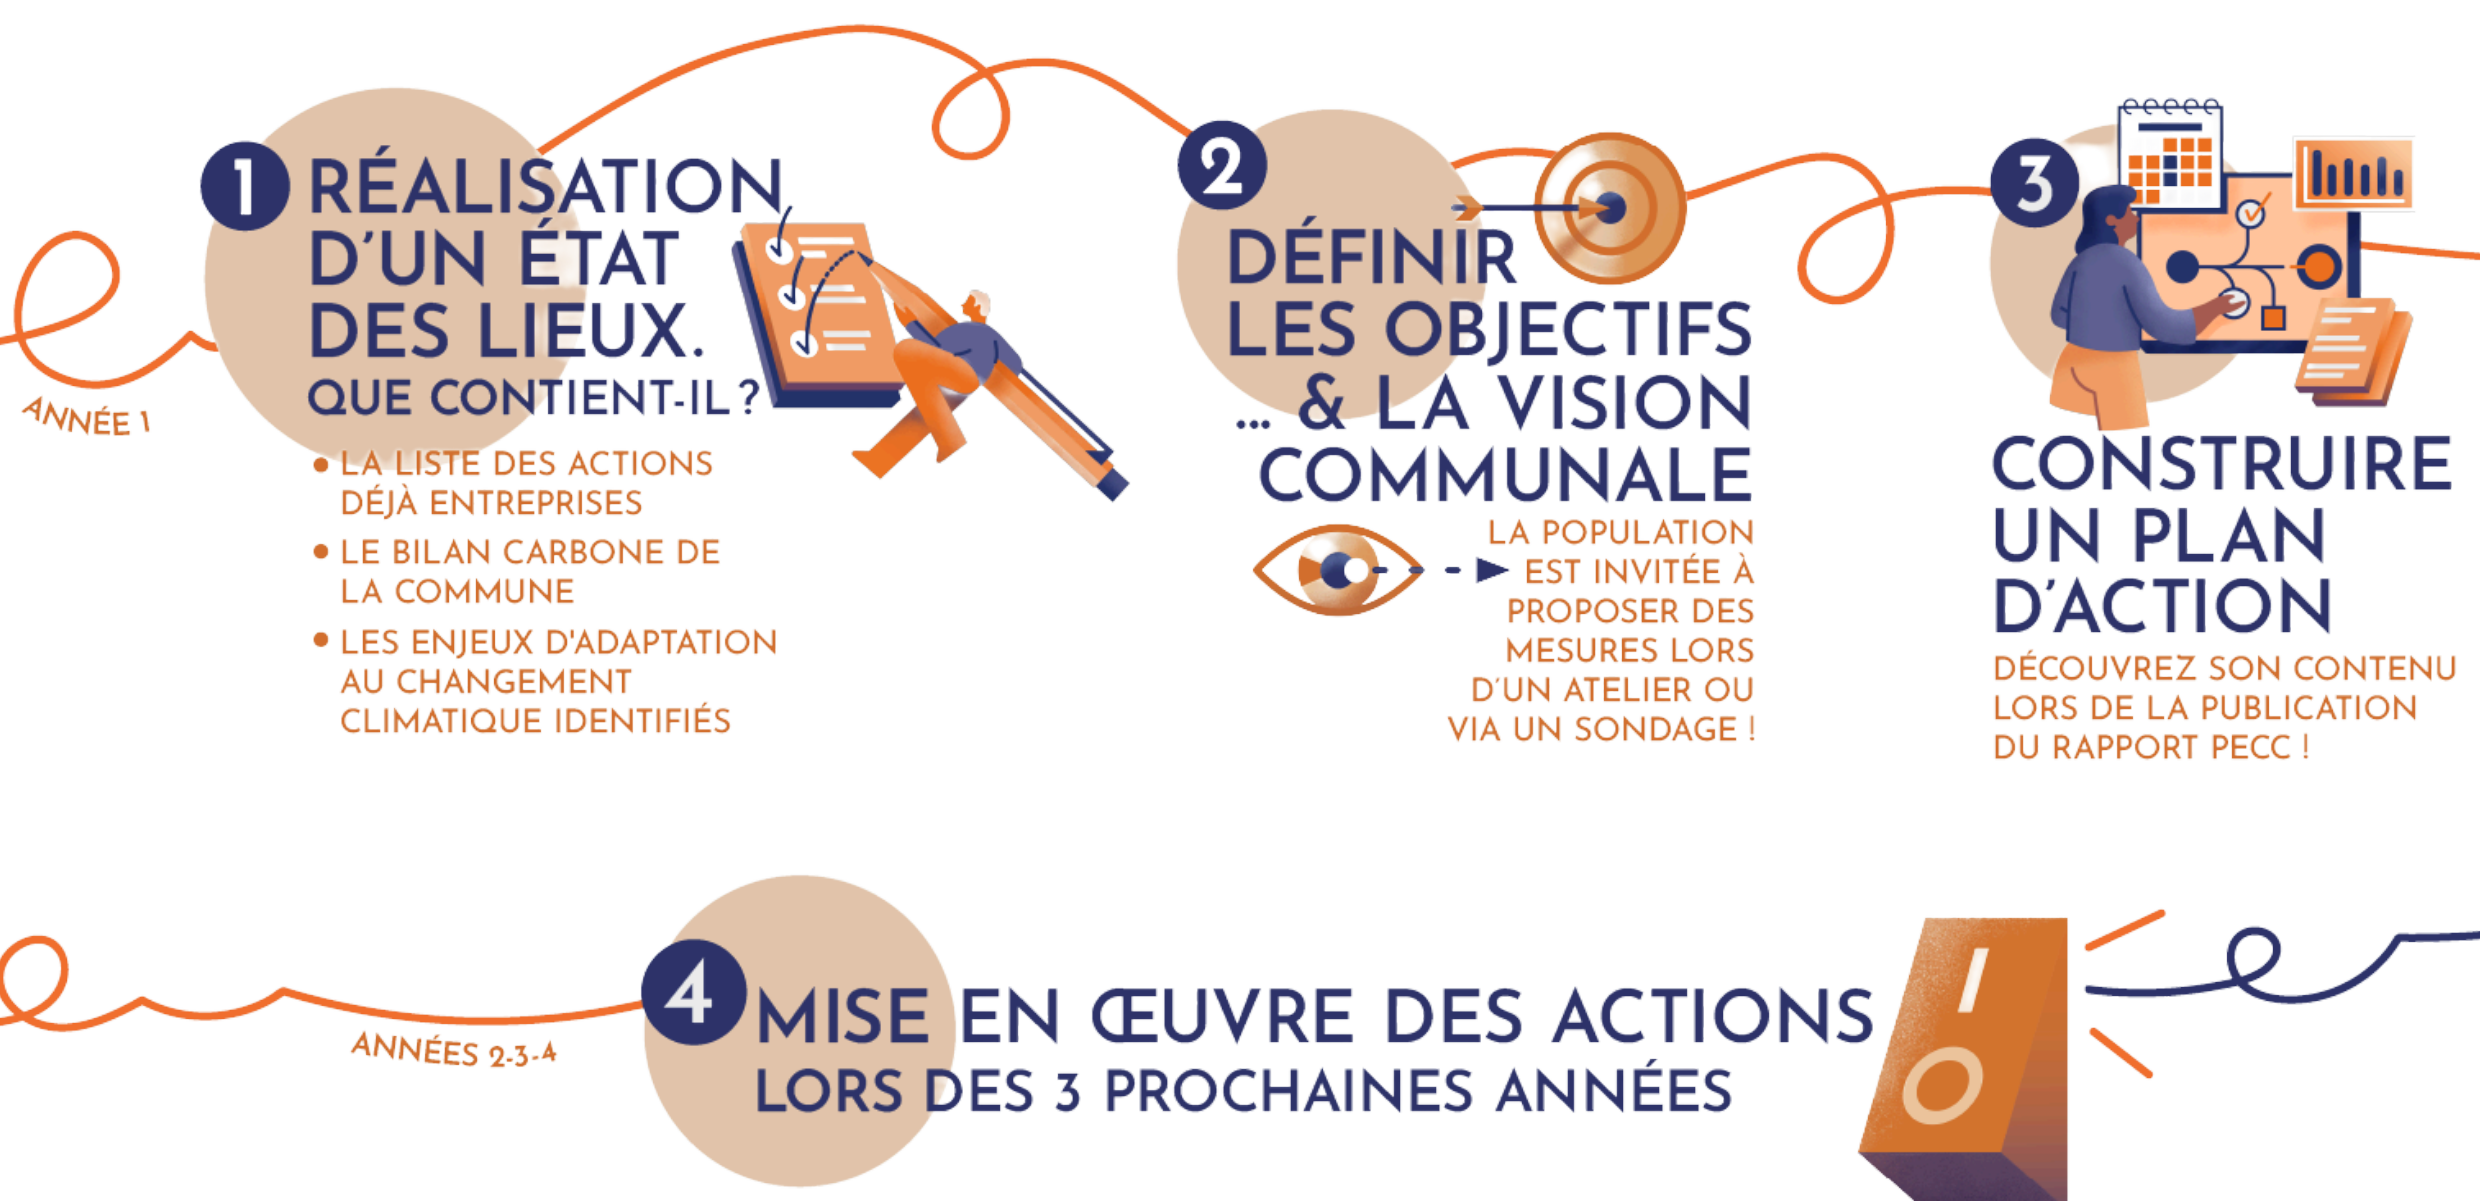 ANNÉE 1
1
RÉALISATION
D'UN ÉTAT
DES LIEUX.
QUE CONTIENT-IL ?
• LA LISTE DES ACTIONS
DÉJÀ ENTREPRISES
• LE BILAN CARBONE DE
LA COMMUNE
• LES ENJEUX D'ADAPTATION
AU CHANGEMENT
CLIMATIQUE IDENTIFIÉS
2
DÉFINIR
LES OBJECTIFS
... & LA VISION
COMMUNALE
LA POPULATION
EST INVITÉE À
PROPOSER DES
MESURES LORS
D'UN ATELIER OU
VIA UN SONDAGE !
3
CONSTRUIRE
UN PLAN
D'ACTION
DÉCOUVREZ SON CONTENU
LORS DE LA PUBLICATION
DU RAPPORT PECC !
ANNÉES 2-3-4
4
MISE EN ŒUVRE DES ACTIONS
LORS DES 3 PROCHAINES ANNÉES
I
O